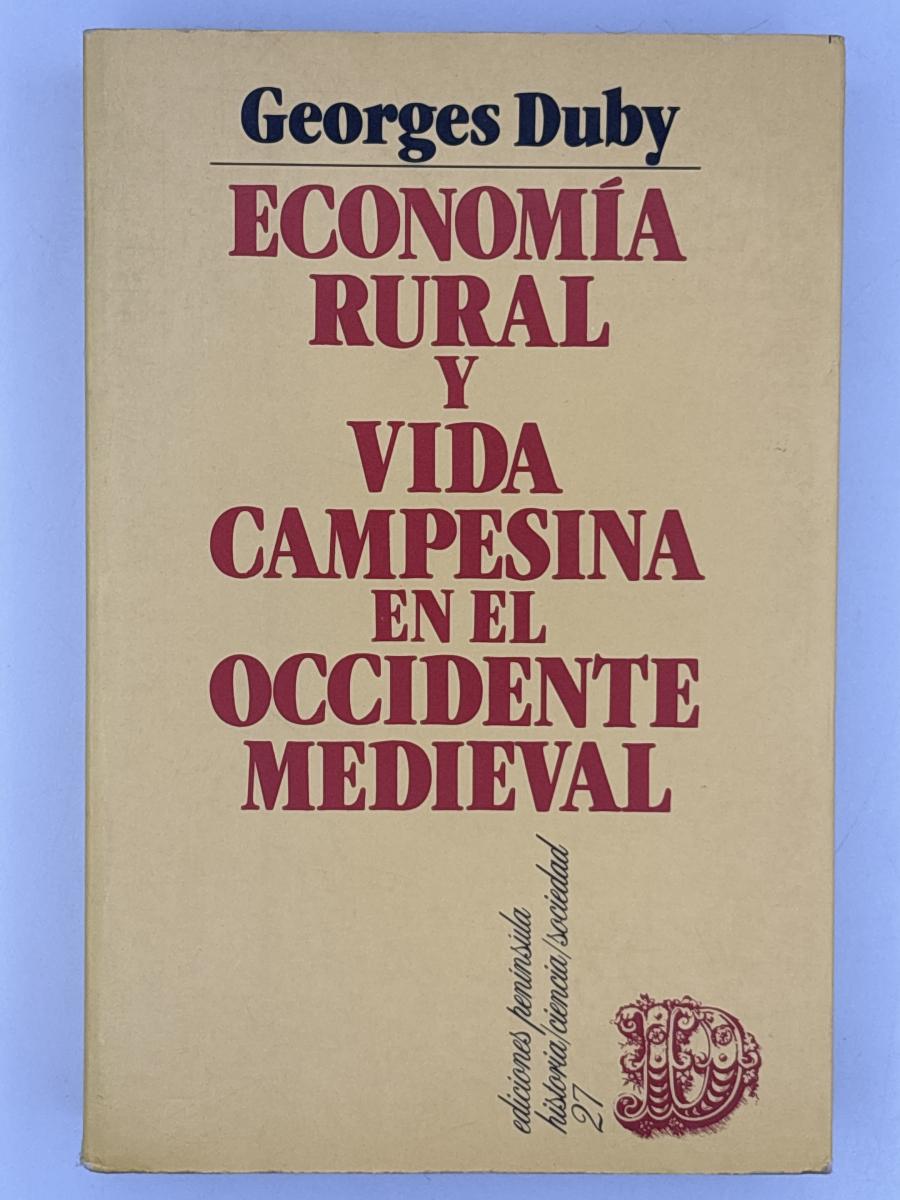 Georges Duby
ECONOMÍA
RURAL
Y
VIDA
CAMPESINA
EN EL
OCCIDENTE
MEDIEVAL
ediciones península
historia/ciencia/sociedad
27
D